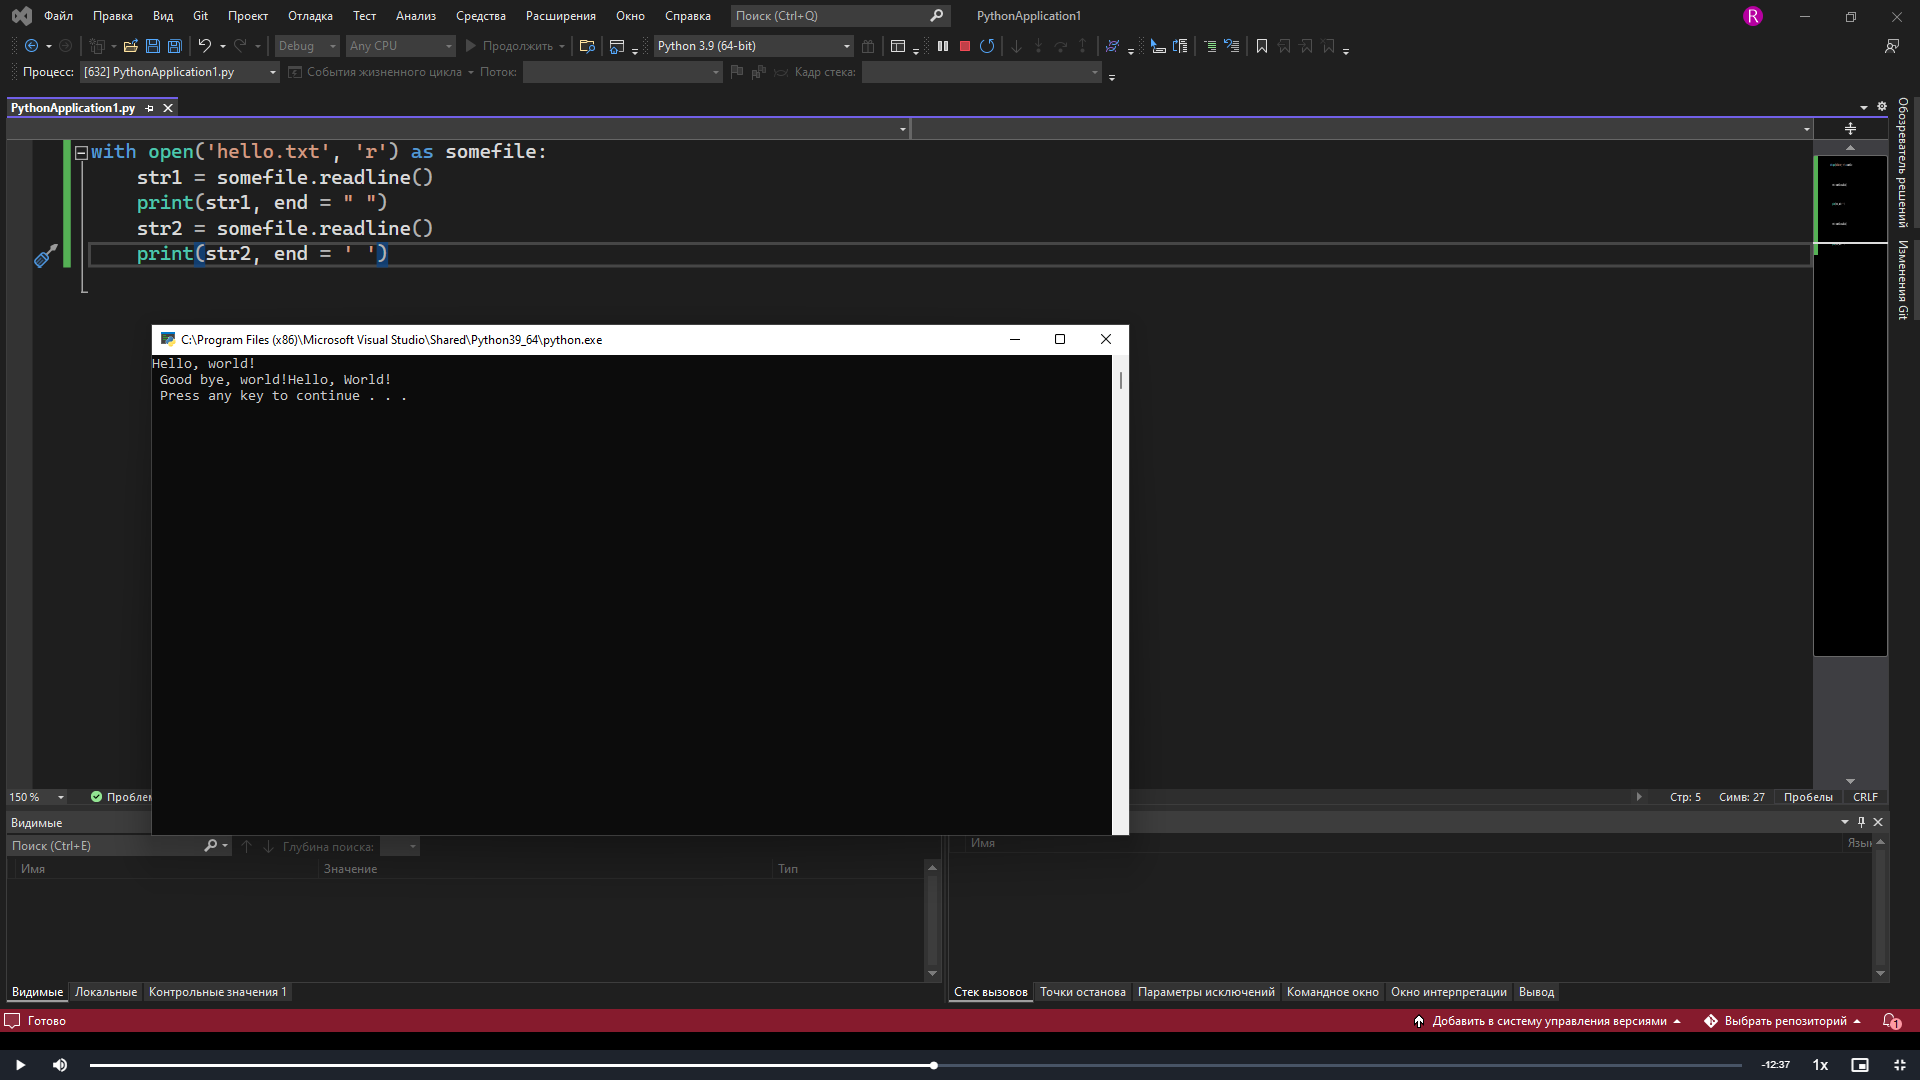 Файл Правка Вид Git Проект Отладка Тест Анализ Средства Расширения Окно Справка Поиск (Ctrl+Q) PythonApplication1 R
Debug Any CPU Продолжить Python 3.9 (64-bit)
Процесс: [632] PythonApplication1.py События жизненного цикла Поток: Кадр стека:
PythonApplication1.py
with open('hello.txt', 'r') as somefile:
str1 = somefile.readline()
print(str1, end = " ")
str2 = somefile.readline()
print(str2, end = ' ')
Обозреватель решений
Изменения Git
C:\Program Files (x86)\Microsoft Visual Studio\Shared\Python39_64\python.exe
Hello, world!
Good bye, world!Hello, World!
Press any key to continue . . .
150 % Стр: 5 Симв: 27 Пробелы CRLF
Видимые
Поиск (Ctrl+E) Глубина поиска:
Имя Значение Тип
Имя
Видимые Локальные Контрольные значения 1
Стек вызовов Точки останова Параметры исключений Командное окно Окно интерпретации Вывод
Готово Добавить в систему управления версиями Выбрать репозиторий 1
-12:37 1x